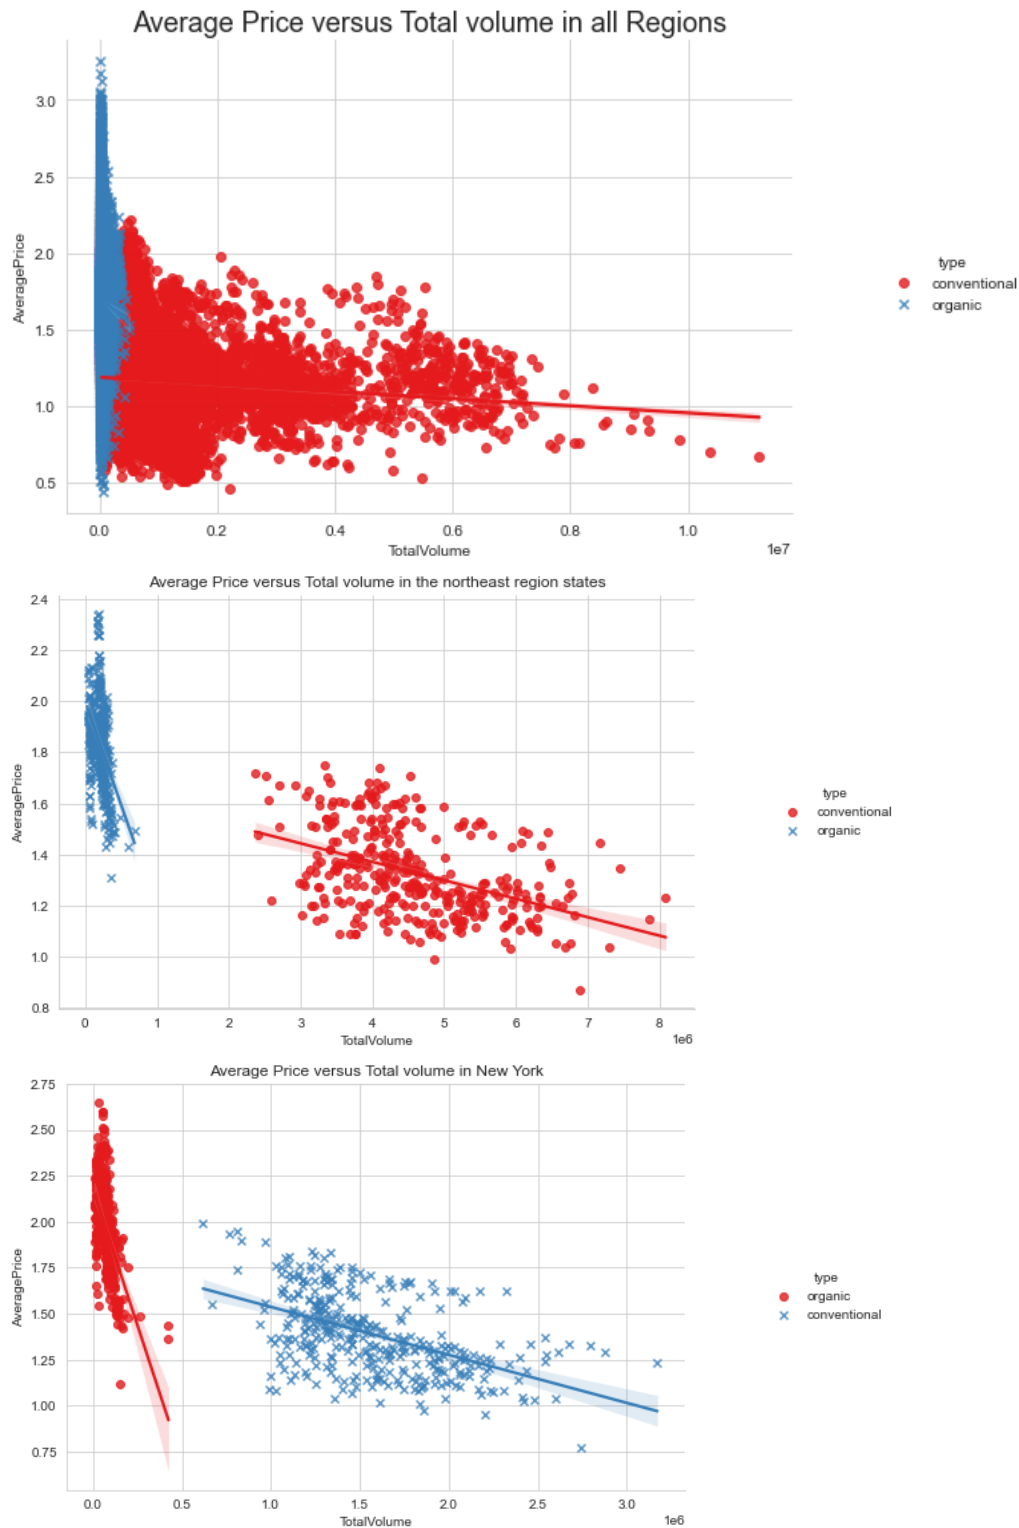 Average Price versus Total volume in all Regions
AveragePrice
3.0
2.5
2.0
1.5
1.0
0.5
0.0 0.2 0.4 0.6 0.8 1.0
1e7
TotalVolume
type
conventional
organic
Average Price versus Total volume in the northeast region states
AveragePrice
2.4
2.2
2.0
1.8
1.6
1.4
1.2
1.0
0.8
0 1 2 3 4 5 6 7 8
1e6
TotalVolume
type
conventional
organic
Average Price versus Total volume in New York
AveragePrice
2.75
2.50
2.25
2.00
1.75
1.50
1.25
1.00
0.75
0.0 0.5 1.0 1.5 2.0 2.5 3.0
1e6
TotalVolume
type
organic
conventional